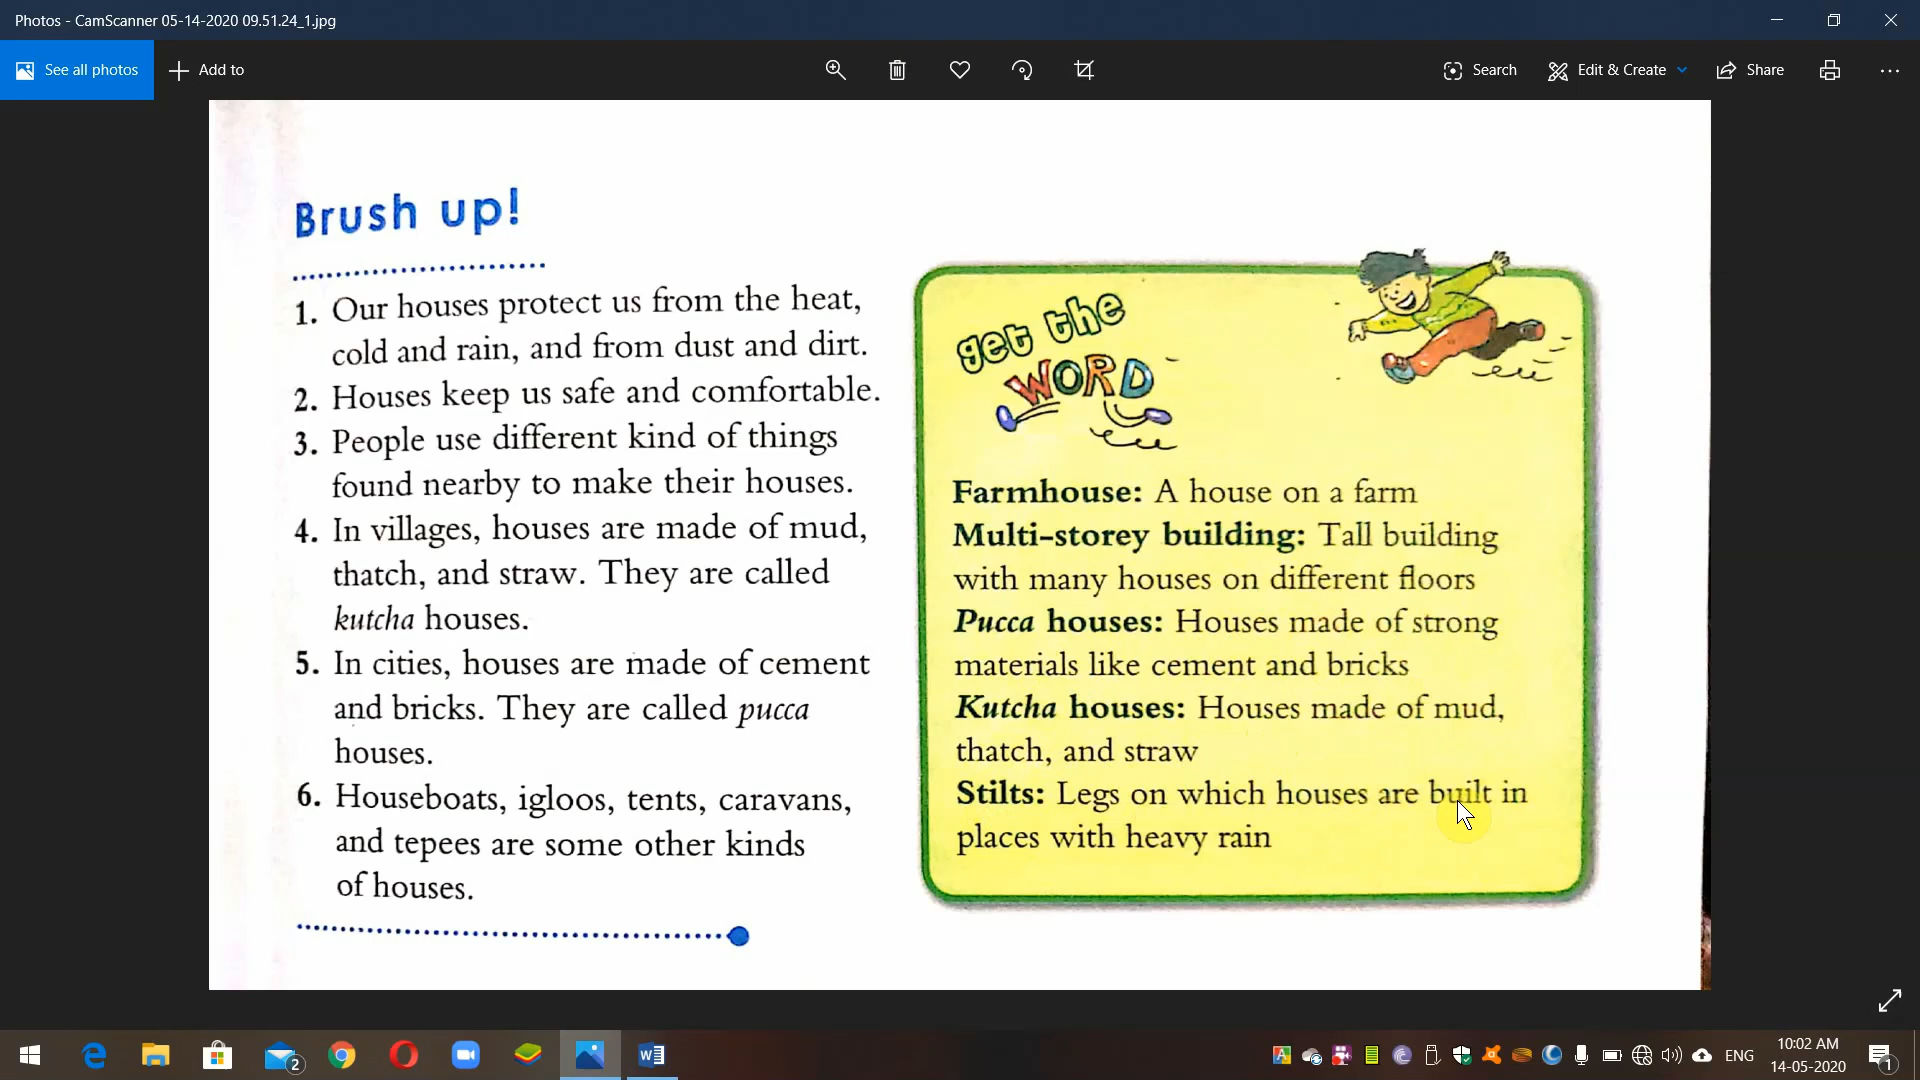 Photos - CamScanner 05-14-2020 09.51.24_1.jpg
See all photos
Add to
Search
Edit & Create
Share
Brush up!
1. Our houses protect us from the heat,
cold and rain, and from dust and dirt.
2. Houses keep us safe and comfortable.
3. People use different kind of things
found nearby to make their houses.
4. In villages, houses are made of mud,
thatch, and straw. They are called
kutcha houses.
5. In cities, houses are made of cement
and bricks. They are called pucca
houses.
6. Houseboats, igloos, tents, caravans,
and tepees are some other kinds
of houses.
get the
WORD
Farmhouse: A house on a farm
Multi-storey building: Tall building
with many houses on different floors
Pucca houses: Houses made of strong
materials like cement and bricks
Kutcha houses: Houses made of mud,
thatch, and straw
Stilts: Legs on which houses are built in
places with heavy rain
2
ENG
10:02 AM
14-05-2020
1